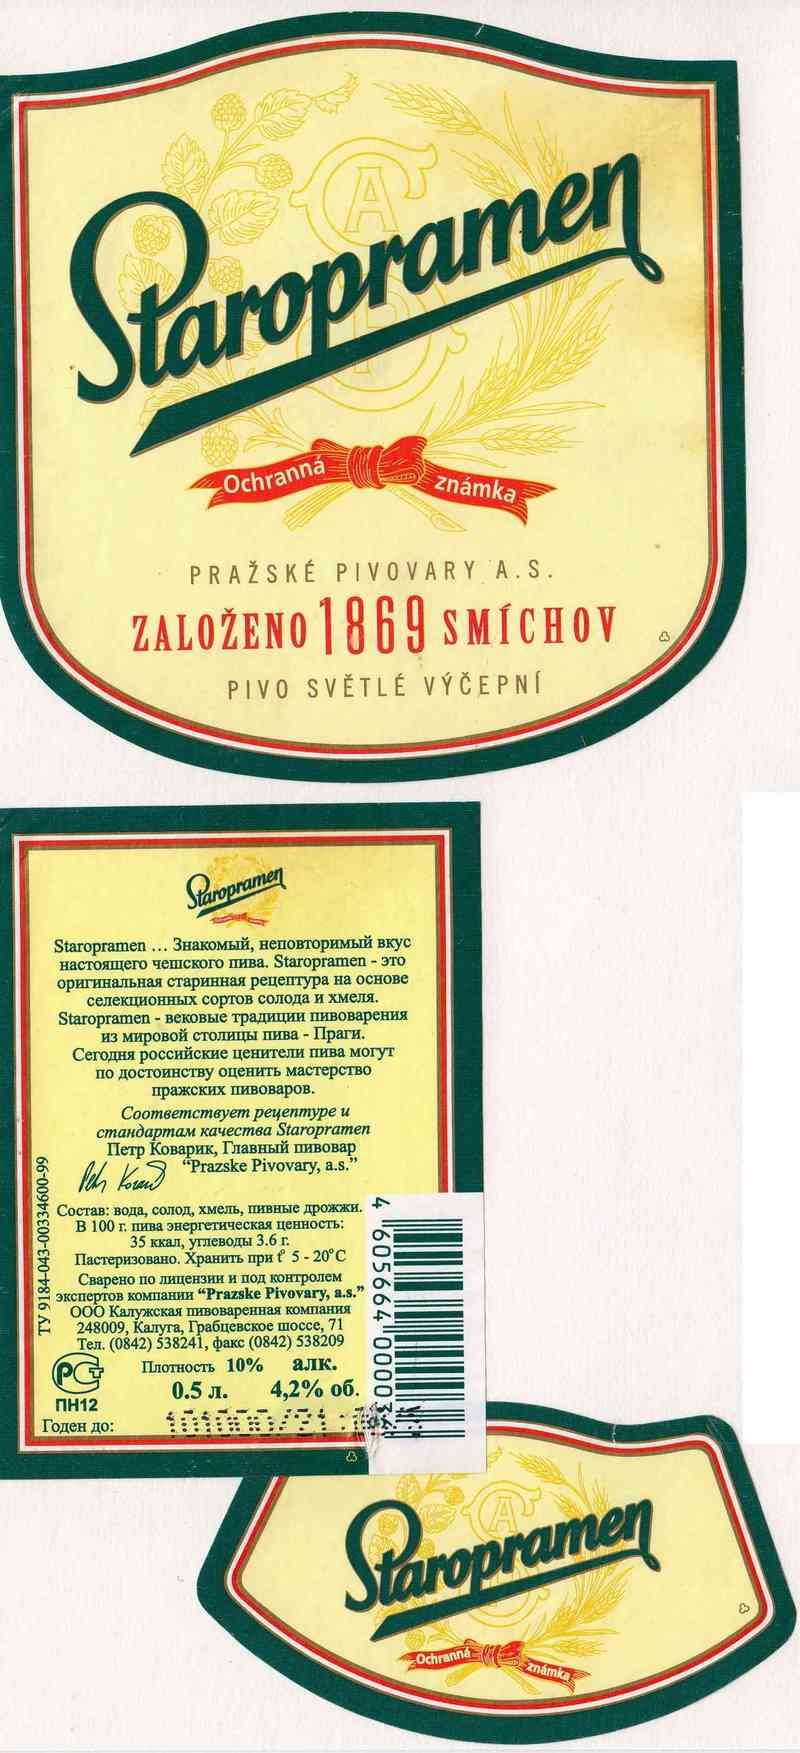 Staropramen
Ochranná známka
PRAŽSKÉ PIVOVARY A.S.
ZALOŽENO 1869 SMÍCHOV
PIVO SVĚTLÉ VÝČEPNÍ
Staropramen
Staropramen ... Знакомый, неповторимый вкус
настоящего чешского пива. Staropramen - это
оригинальная старинная рецептура на основе
селекционных сортов солода и хмеля.
Staropramen - вековые традиции пивоварения
из мировой столицы пива - Праги.
Сегодня российские ценители пива могут
по достоинству оценить мастерство
пражских пивоваров.
Соответствует рецептуре и
стандартам качества Staropramen
Петр Коварик, Главный пивовар
"Prazske Pivovary, a.s."
Состав: вода, солод, хмель, пивные дрожжи.
В 100 г. пива энергетическая ценность:
35 ккал, углеводы 3.6 г.
Пастеризовано. Хранить при t° 5 - 20°C
Сварено по лицензии и под контролем
экспертов компании "Prazske Pivovary, a.s."
ООО Калужская пивоваренная компания
248009, Калуга, Грабцевское шоссе, 71
Тел. (0842) 538241, факс (0842) 538209
Плотность 10% алк.
0.5 л. 4,2% об.
ПН12
Годен до:
ТУ 9184-043-00334600-99
Staropramen
Ochranná známka